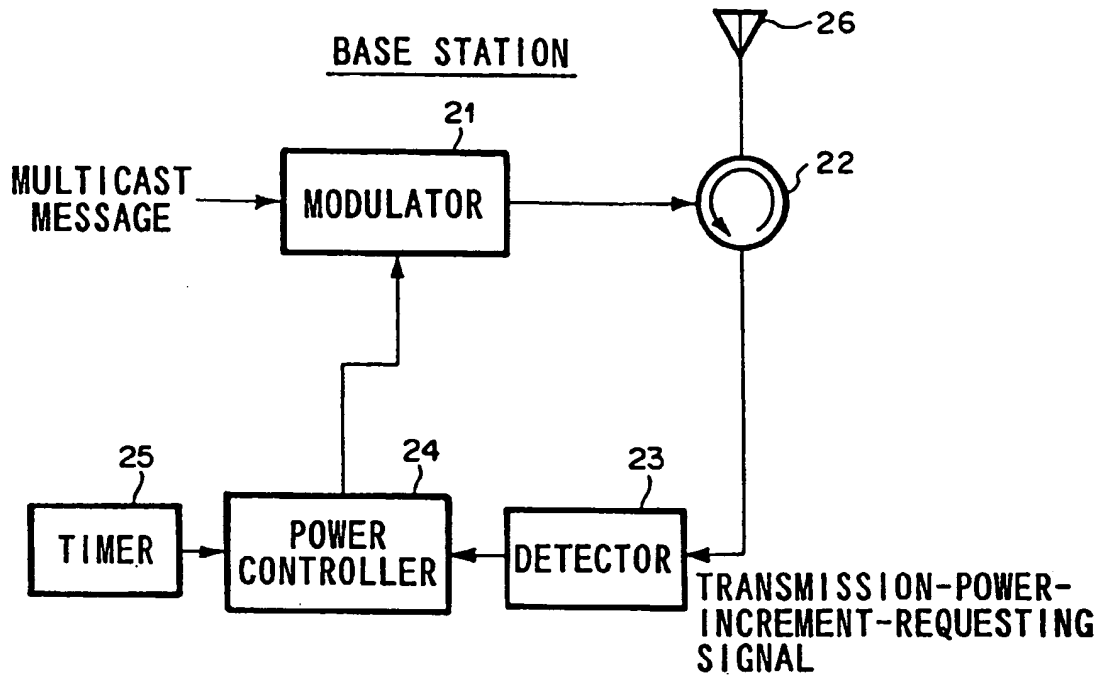 BASE STATION
26
21
22
MULTICAST
MESSAGE
MODULATOR
25
24
23
TIMER
POWER
CONTROLLER
DETECTOR
TRANSMISSION-POWER-
INCREMENT-REQUESTING
SIGNAL